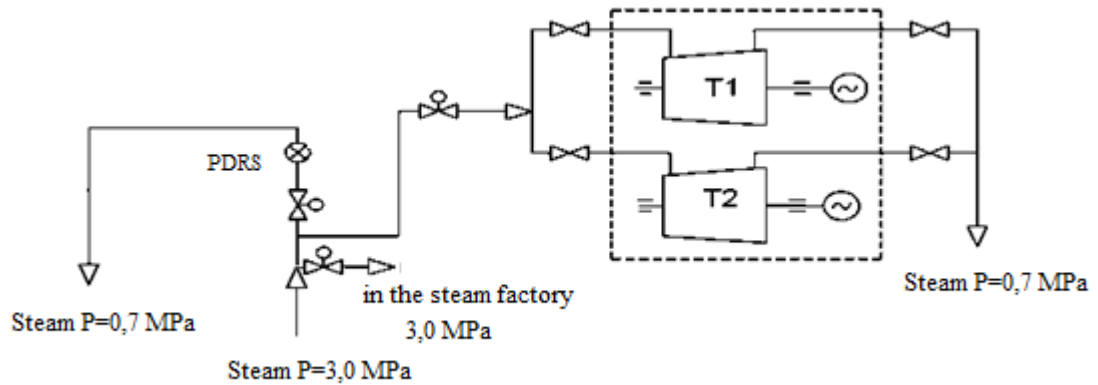 T1
PDRS
T2
in the steam factory
3,0 MPa
Steam P=0,7 MPa
Steam P=0,7 MPa
Steam P=3,0 MPa